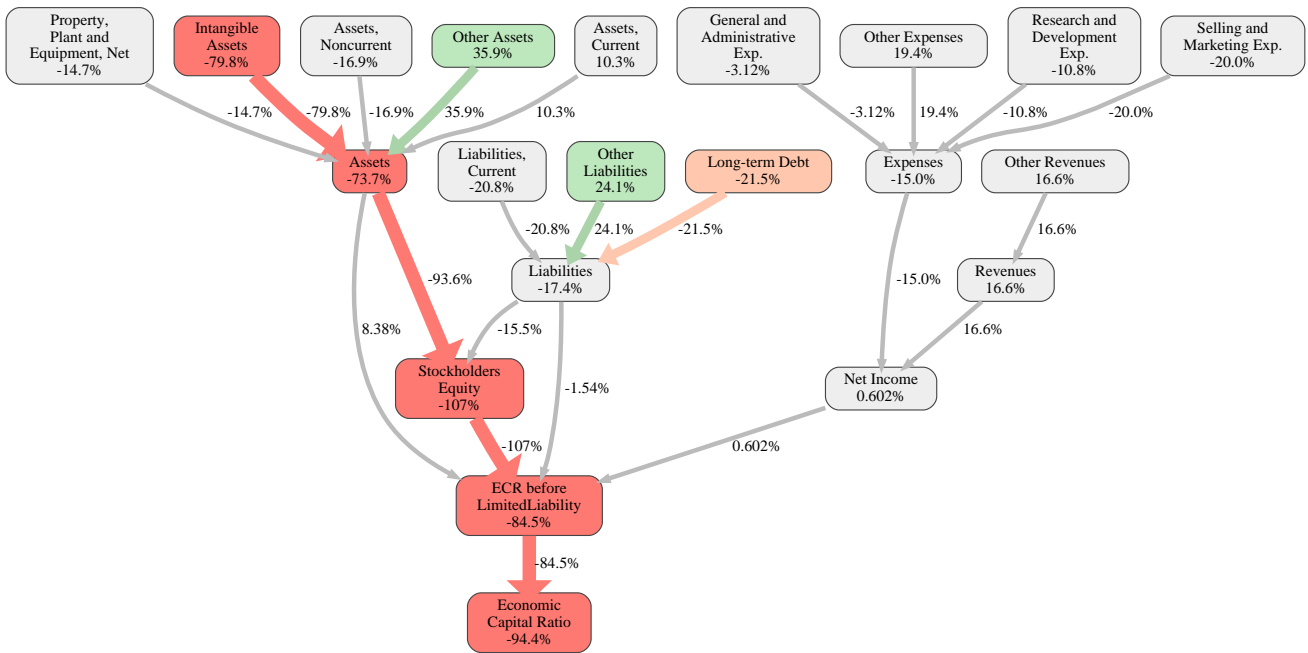 Property,
Plant and
Equipment, Net
-14.7%
Intangible
Assets
-79.8%
Assets,
Noncurrent
-16.9%
Other Assets
35.9%
Assets,
Current
10.3%
General and
Administrative
Exp.
-3.12%
Other Expenses
19.4%
Research and
Development
Exp.
-10.8%
Selling and
Marketing Exp.
-20.0%
-14.7%
-79.8%
-16.9%
35.9%
10.3%
-3.12%
19.4%
-10.8%
-20.0%
Assets
-73.7%
Liabilities,
Current
-20.8%
Other
Liabilities
24.1%
Long-term Debt
-21.5%
Expenses
-15.0%
Other Revenues
16.6%
-20.8%
24.1%
-21.5%
16.6%
-93.6%
Liabilities
-17.4%
-15.0%
Revenues
16.6%
8.38%
-15.5%
16.6%
Stockholders
Equity
-107%
-1.54%
Net Income
0.602%
-107%
0.602%
ECR before
LimitedLiability
-84.5%
-84.5%
Economic
Capital Ratio
-94.4%